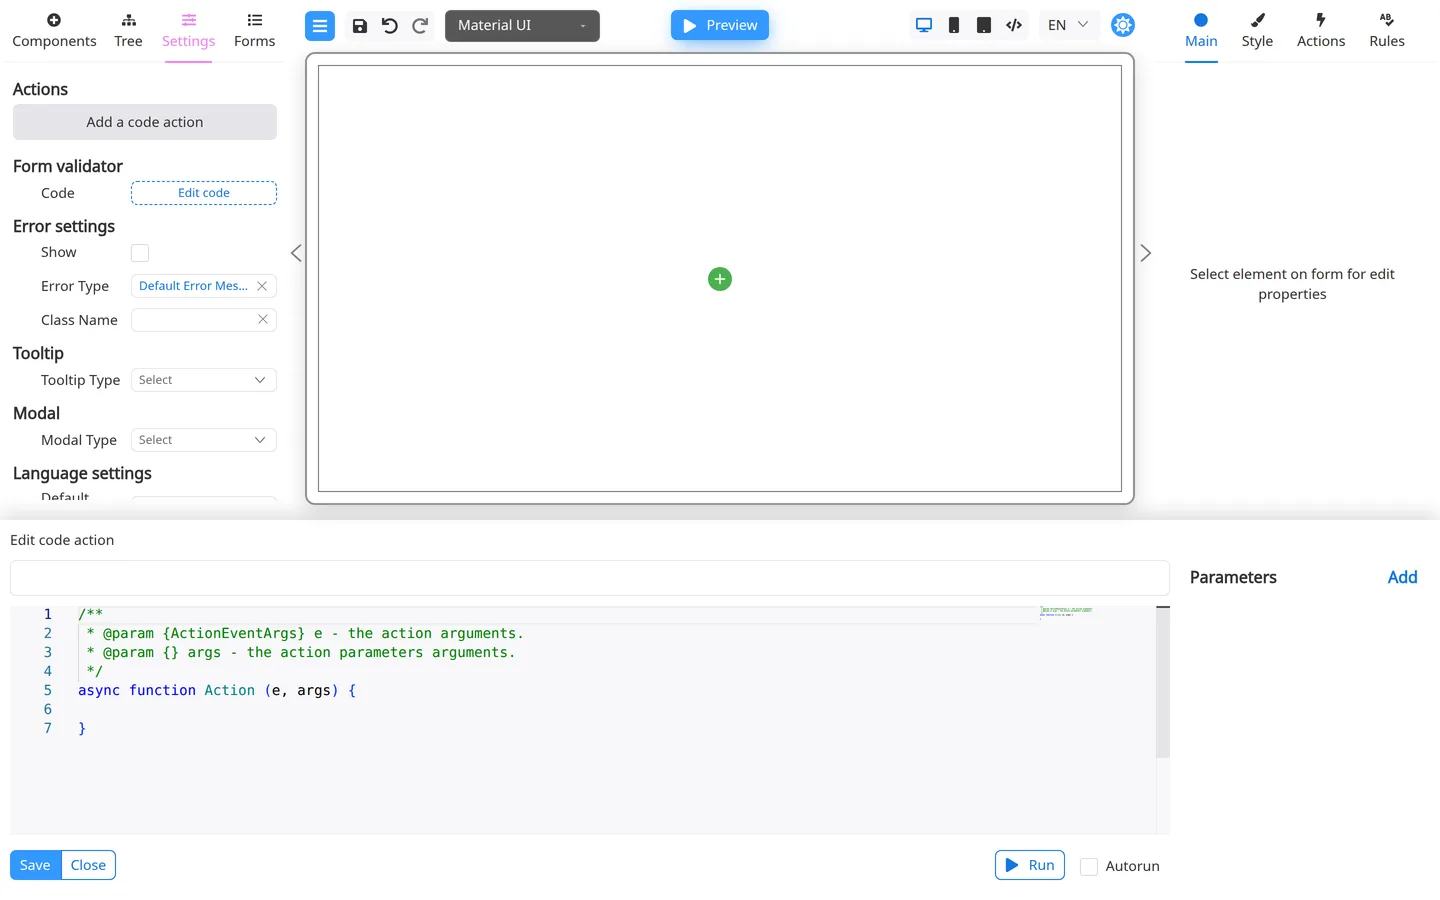 Components
Tree
Settings
Forms
Material UI
Preview
EN
Main
Style
Actions
AB
Rules
Actions
Add a code action
Form validator
Code
Edit code
Error settings
Show
Error Type
Default Error Mes...
Class Name
Tooltip
Tooltip Type
Select
Modal
Modal Type
Select
Language settings
Default
Select element on form for edit
properties
Edit code action
Parameters
Add
1 /**
2 * @param {ActionEventArgs} e - the action arguments.
3 * @param {} args - the action parameters arguments.
4 */
5 async function Action (e, args) {
6
7 }
Save
Close
Run
Autorun